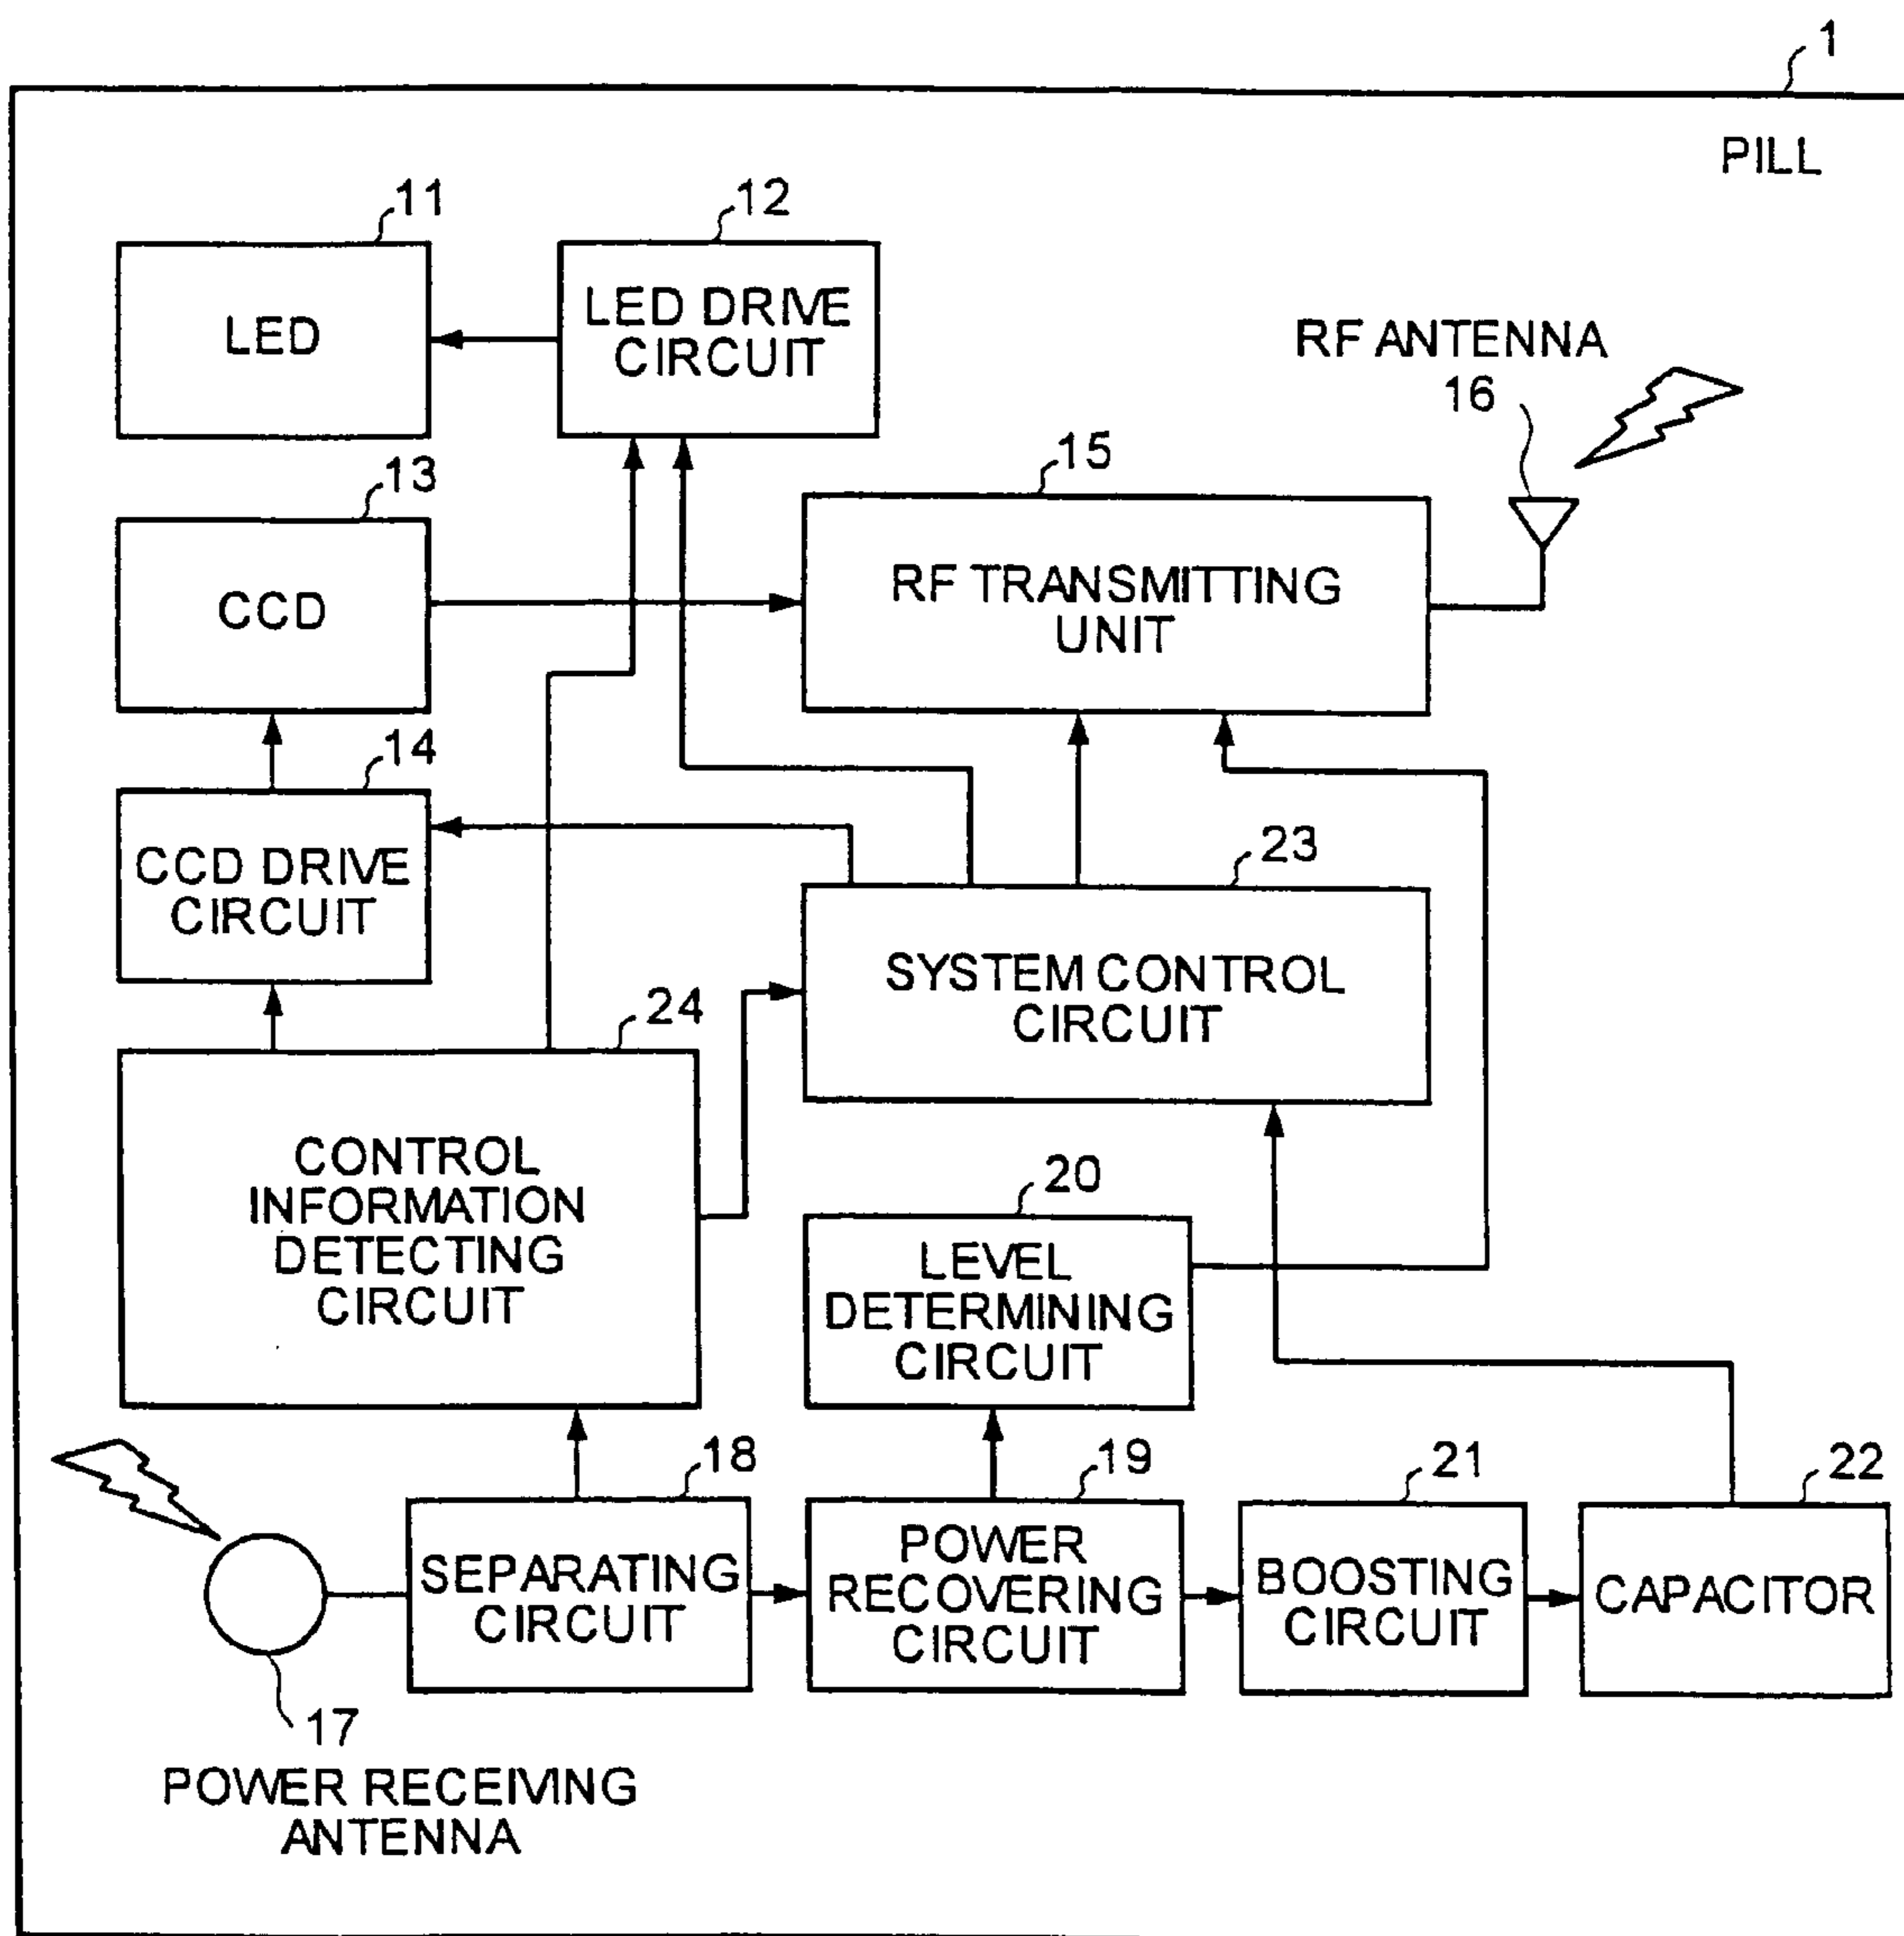 1
PILL
11
12
LED
LED DRIVE
CIRCUIT
RF ANTENNA
16
13
15
CCD
RF TRANSMITTING
UNIT
14
CCD DRIVE
CIRCUIT
23
SYSTEM CONTROL
CIRCUIT
24
CONTROL
INFORMATION
DETECTING
CIRCUIT
20
LEVEL
DETERMINING
CIRCUIT
18
19
21
22
SEPARATING
CIRCUIT
POWER
RECOVERING
CIRCUIT
BOOSTING
CIRCUIT
CAPACITOR
17
POWER RECEIVING
ANTENNA